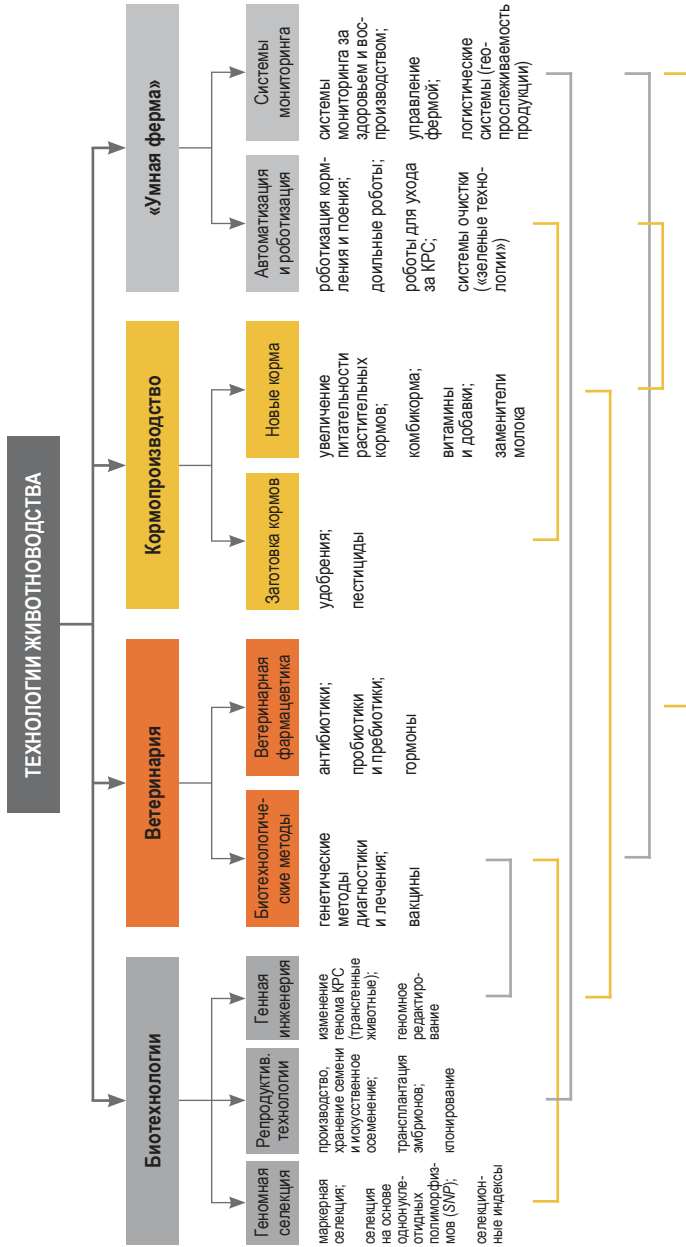 ТЕХНОЛОГИИ ЖИВОТНОВОДСТВА
Биотехнологии
Геномная
селекция
маркерная
селекция;
селекция
на основе
однонукле-
отидных
полиморфиз-
мов (SNP);
селекцион-
ные индексы
Репродуктив.
технологии
производство,
хранение семени
и искусственное
осеменение;
трансплантация
эмбрионов;
клонирование
Генная
инженерия
изменение
генома КРС
(трансгенные
животные);
геномное
редактиро-
вание
Ветеринария
Биотехнологиче-
ские методы
генетические
методы
диагностики
и лечения;
вакцины
Ветеринарная
фармацевтика
антибиотики;
пробиотики
и пребиотики;
гормоны
Кормопроизводство
Заготовка кормов
удобрения;
пестициды
Новые корма
увеличение
питательности
растительных
кормов;
комбикорма;
витамины
и добавки;
заменители
молока
«Умная ферма»
Автоматизация
и роботизация
роботизация корм-
ления и поения;
доильные роботы;
роботы для ухода
за КРС;
системы очистки
(«зеленые техно-
логии»)
Системы
мониторинга
системы
мониторинга за
здоровьем и вос-
производством;
управление
фермой;
логистические
системы (гео-
прослеживаемость
продукции)